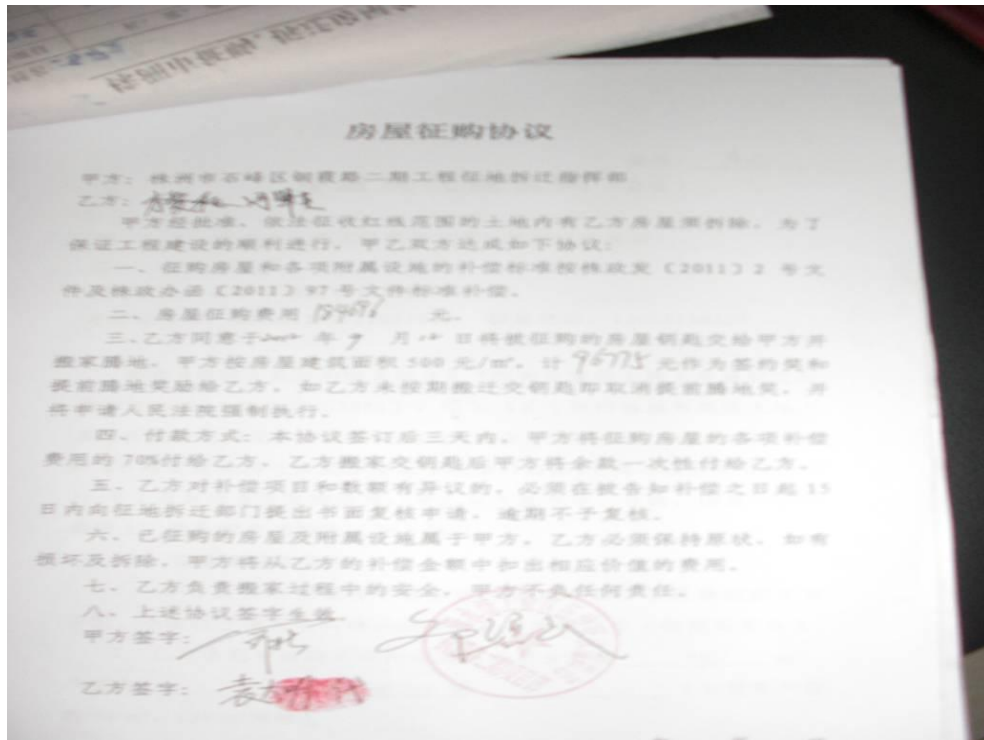 房屋征购协议
甲方：株洲市石峰区铜霞路二期工程征地拆迁指挥部
乙方：
甲方经批准，依法征收红线范围的土地内有乙方房屋需拆除，为了
保证工程建设的顺利进行，甲乙双方达成如下协议：
一、征购房屋和各项附属设施的补偿标准按株政发〔2011〕2 号文
件及株政办函〔2011〕97号文件标准补偿。
二、房屋征购费用 元。
三、乙方同意于 年 9 月 日将被征购的房屋钥匙交给甲方并
搬家腾地，甲方按房屋建筑面积 500 元/m²，计 96775 元作为签约奖和
提前腾地奖励给乙方，如乙方未按期搬迁交钥匙即取消提前腾地奖，并
将申请人民法院强制执行。
四、付款方式：本协议签订后三天内，甲方将征购房屋的各项补偿
费用的 70%付给乙方，乙方搬家交钥匙后甲方将余款一次性付给乙方。
五、乙方对补偿项目和数额有异议的，必须在被告知补偿之日起 15
日内向征地拆迁部门提出书面复核申请，逾期不予复核。
六、已征购的房屋及附属设施属于甲方，乙方必须保持原状，如有
损坏及拆除，甲方将从乙方的补偿金额中扣出相应价值的费用。
七、乙方负责搬家过程中的安全，甲方不负任何责任。
八、上述协议签字生效
甲方签字：
乙方签字：袁